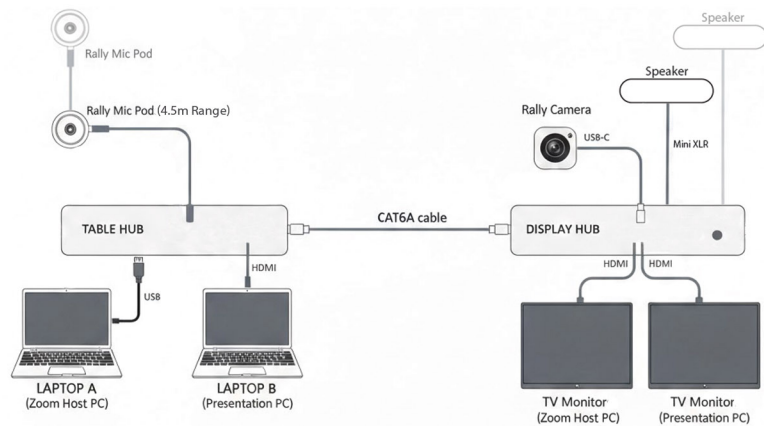 Speaker
Rally Mic Pod
Speaker
Rally Mic Pod (4.5m Range)
Rally Camera
USB-C
Mini XLR
CAT6A cable
TABLE HUB
DISPLAY HUB
HDMI
HDMI
HDMI
USB
LAPTOP A
(Zoom Host PC)
LAPTOP B
(Presentation PC)
TV Monitor
(Zoom Host PC)
TV Monitor
(Presentation PC)